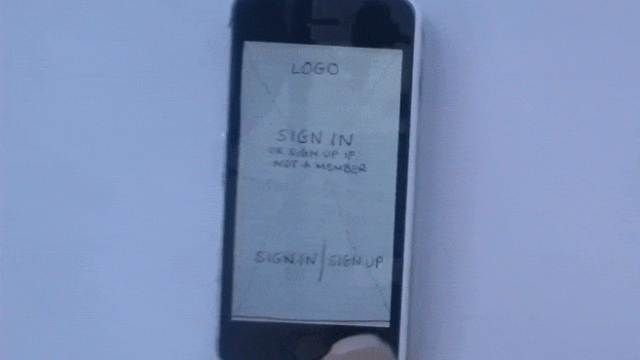 LOGO
SIGN IN
OR SIGN UP IF
NOT A MEMBER
SIGN IN | SIGN UP